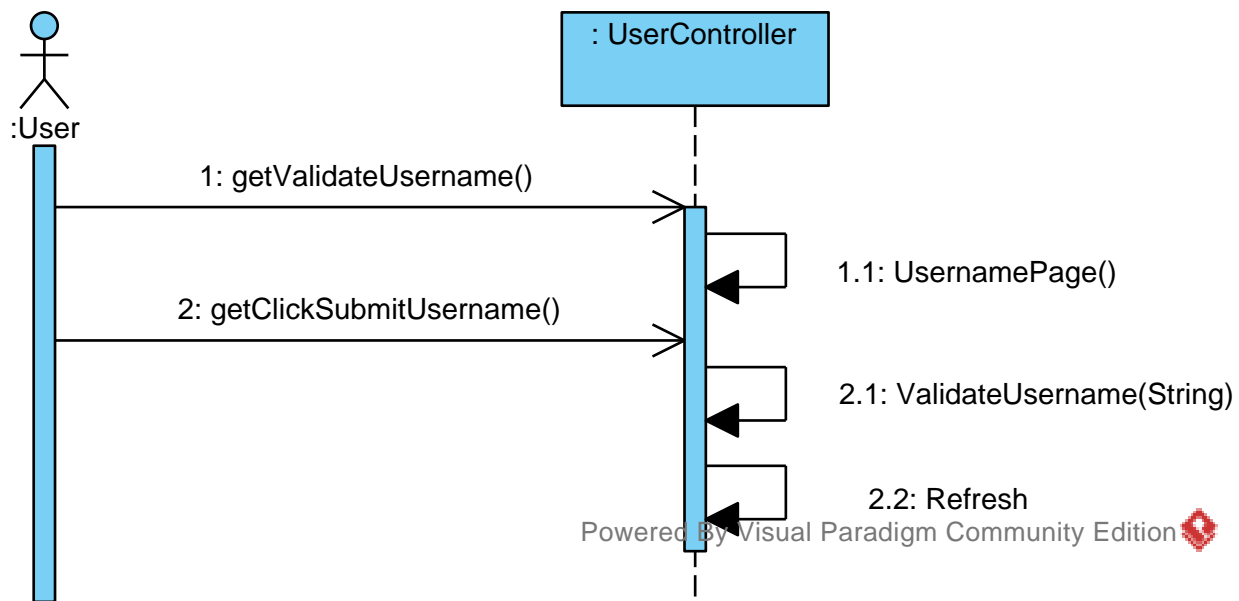 : UserController
:User
1: getValidateUsername()
1.1: UsernamePage()
2: getClickSubmitUsername()
2.1: ValidateUsername(String)
2.2: Refresh
Powered By Visual Paradigm Community Edition